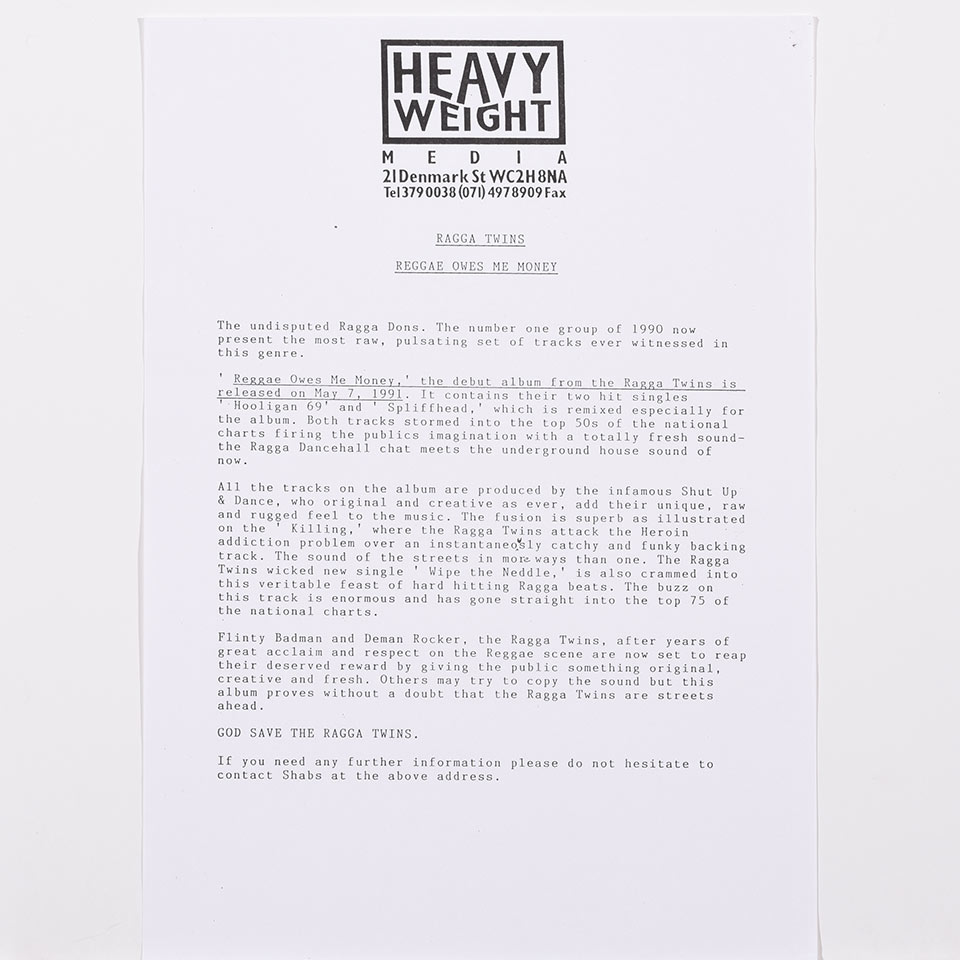 HEAVY
WEIGHT
MEDIA
21 Denmark St WC2H 8NA
Tel 379 0038 (071) 497 8909 Fax
RAGGA TWINS
REGGAE OWES ME MONEY
The undisputed Ragga Dons. The number one group of 1990 now
present the most raw, pulsating set of tracks ever witnessed in
this genre.
' Reggae Owes Me Money,' the debut album from the Ragga Twins is
released on May 7, 1991. It contains their two hit singles
' Hooligan 69' and ' Spliffhead,' which is remixed especially for
the album. Both tracks stormed into the top 50s of the national
charts firing the publics imagination with a totally fresh sound-
the Ragga Dancehall chat meets the underground house sound of
now.
All the tracks on the album are produced by the infamous Shut Up
& Dance, who original and creative as ever, add their unique, raw
and rugged feel to the music. The fusion is superb as illustrated
on the ' Killing,' where the Ragga Twins attack the Heroin
addiction problem over an instantaneosly catchy and funky backing
track. The sound of the streets in more ways than one. The Ragga
Twins wicked new single ' Wipe the Neddle,' is also crammed into
this veritable feast of hard hitting Ragga beats. The buzz on
this track is enormous and has gone straight into the top 75 of
the national charts.
Flinty Badman and Deman Rocker, the Ragga Twins, after years of
great acclaim and respect on the Reggae scene are now set to reap
their deserved reward by giving the public something original,
creative and fresh. Others may try to copy the sound but this
album proves without a doubt that the Ragga Twins are streets
ahead.
GOD SAVE THE RAGGA TWINS.
If you need any further information please do not hesitate to
contact Shabs at the above address.